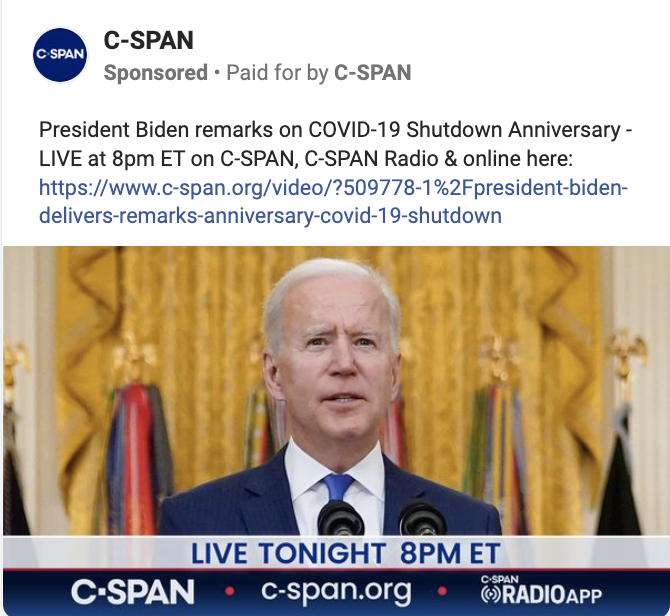 C-SPAN
C-SPAN
Sponsored • Paid for by C-SPAN
President Biden remarks on COVID-19 Shutdown Anniversary -
LIVE at 8pm ET on C-SPAN, C-SPAN Radio & online here:
https://www.c-span.org/video/?509778-1%2Fpresident-biden-
delivers-remarks-anniversary-covid-19-shutdown
LIVE TONIGHT 8PM ET
C-SPAN • c-span.org • C-SPAN RADIO APP